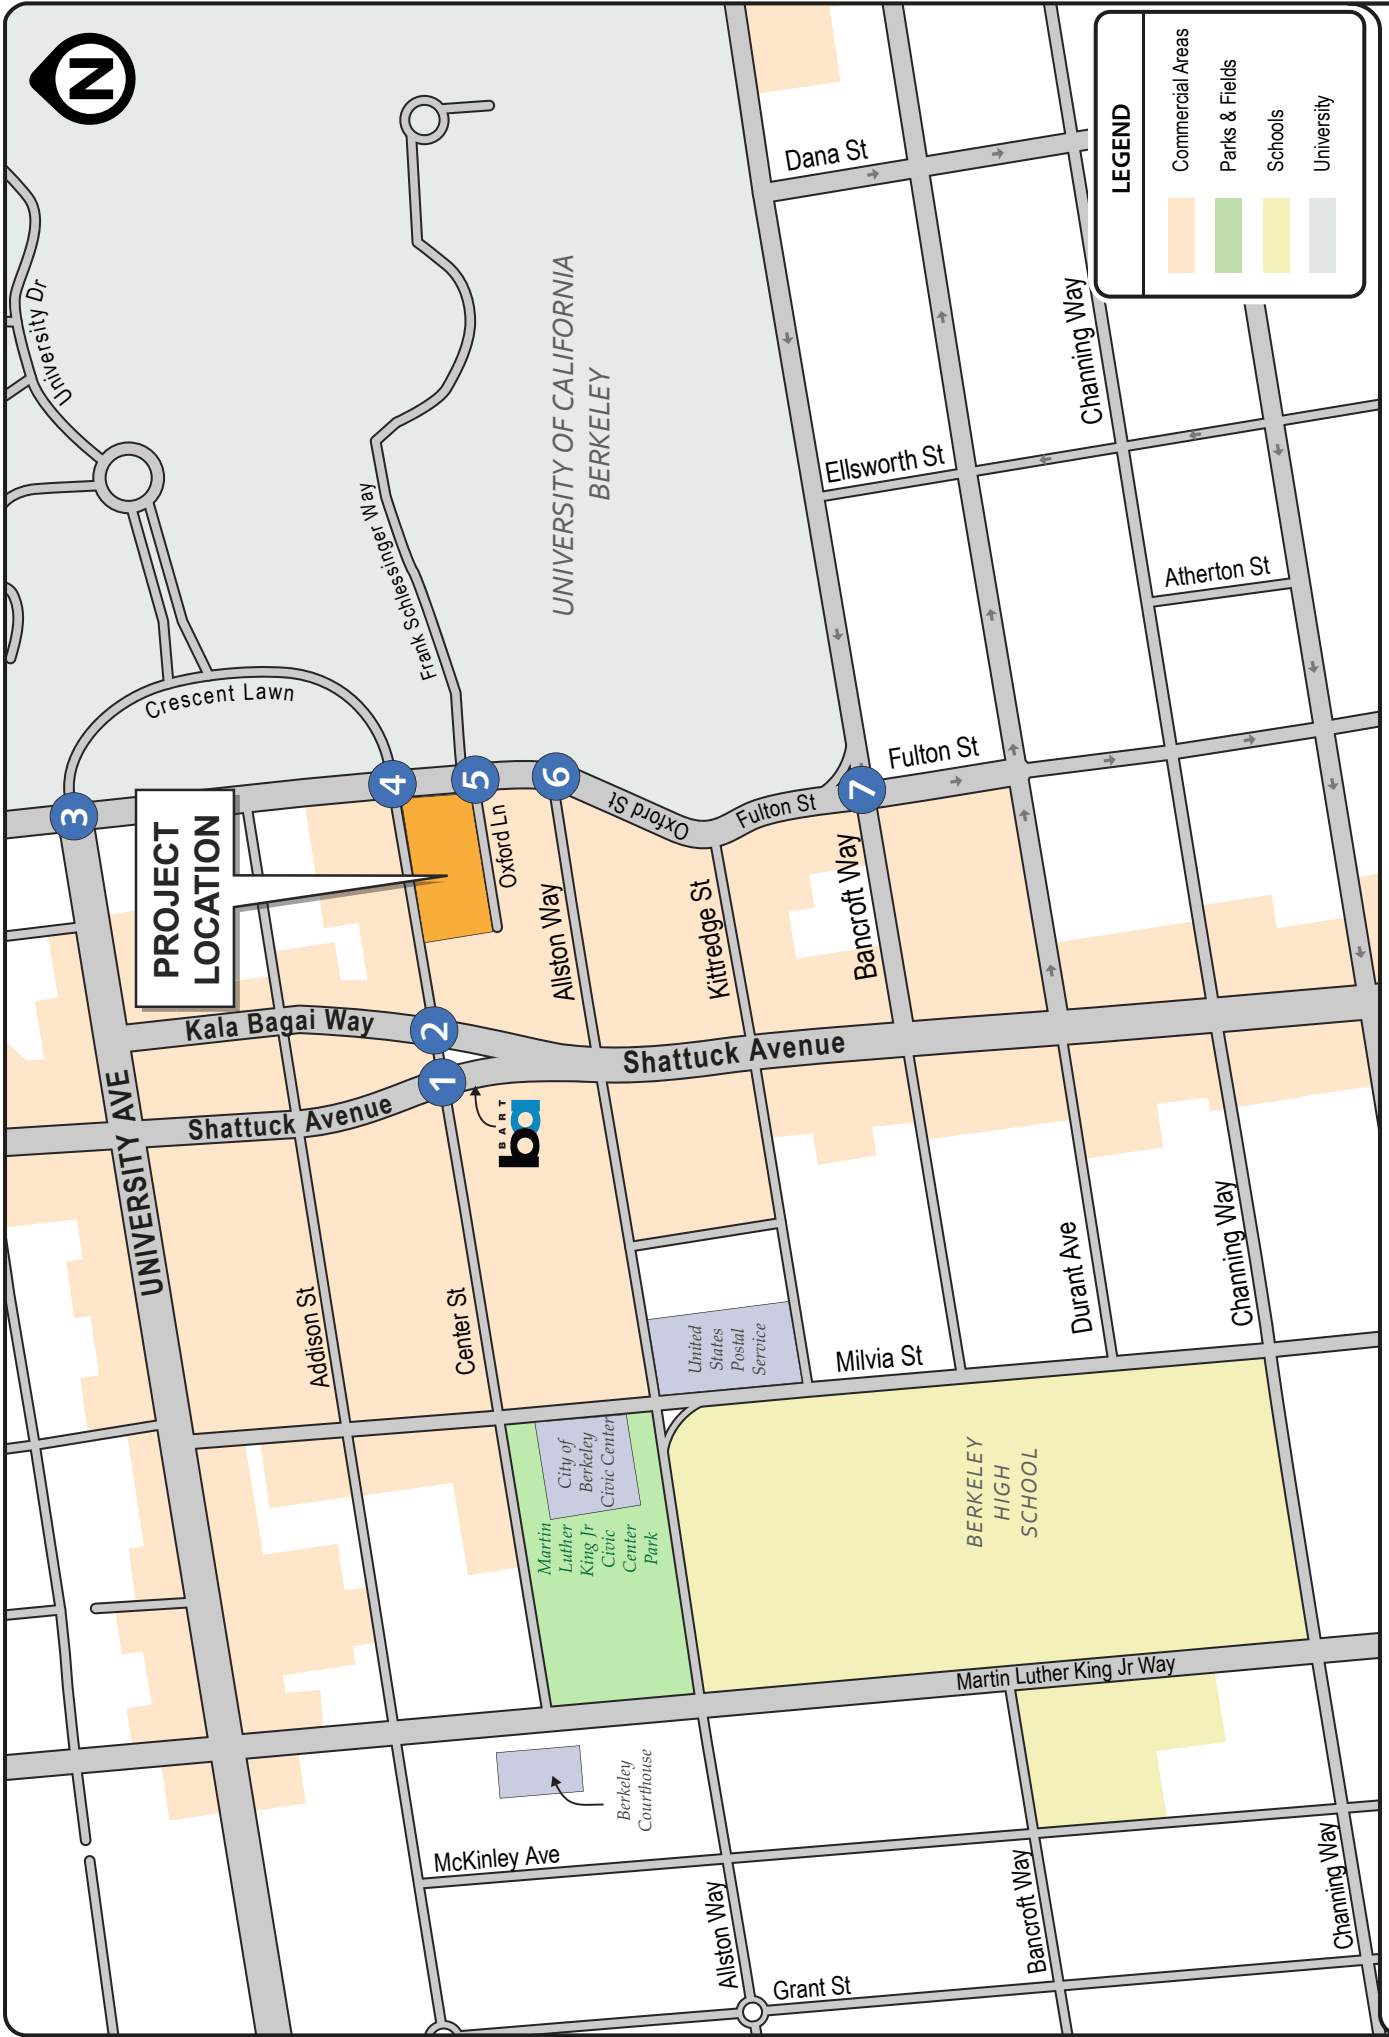 N
University Dr
Crescent Lawn
Frank Schlessinger Way
UNIVERSITY OF CALIFORNIA
BERKELEY
Dana St
Ellsworth St
Channing Way
Atherton St
Fulton St
LEGEND
Commercial Areas
Parks & Fields
Schools
University
3
4
5
6
7
PROJECT
LOCATION
Oxford Ln
Oxford St
Fulton St
Allston Way
Kittredge St
Bancroft Way
Kala Bagai Way
2
1
Shattuck Avenue
Shattuck Avenue
UNIVERSITY AVE
BART
ba
Addison St
Center St
United
States
Postal
Service
Milvia St
Durant Ave
Channing Way
City of
Berkeley
Civic Center
Martin
Luther
King Jr
Civic
Center
Park
BERKELEY
HIGH
SCHOOL
Martin Luther King Jr Way
Berkeley
Courthouse
McKinley Ave
Allston Way
Grant St
Bancroft Way
Channing Way